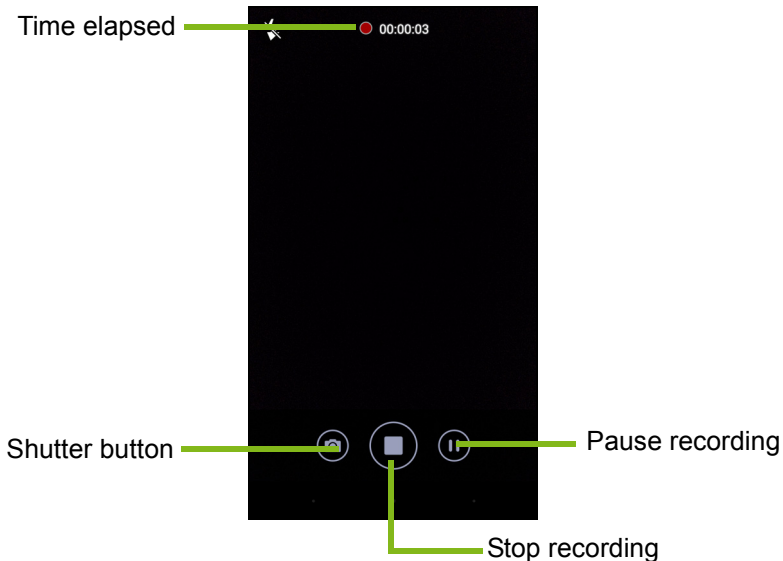 Time elapsed
00:00:03
Shutter button
Pause recording
Stop recording